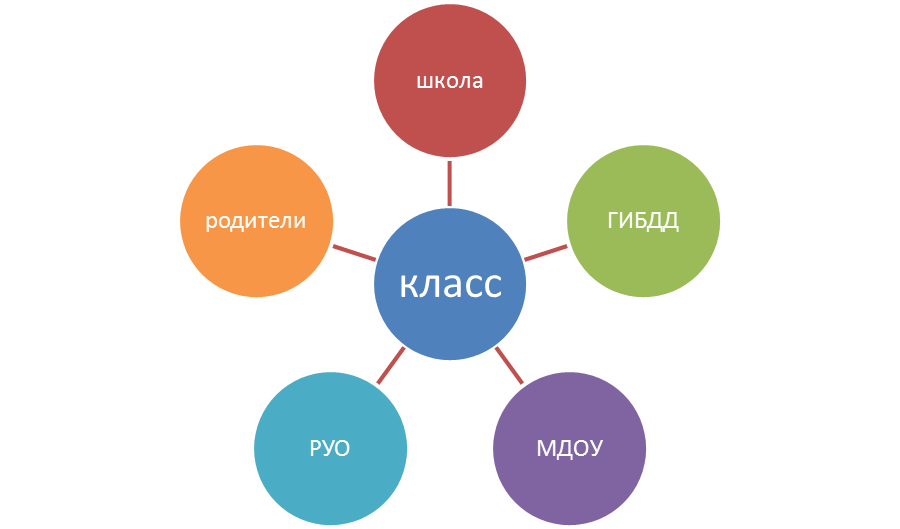 школа
родители
ГИБДД
класс
РУО
МДОУ